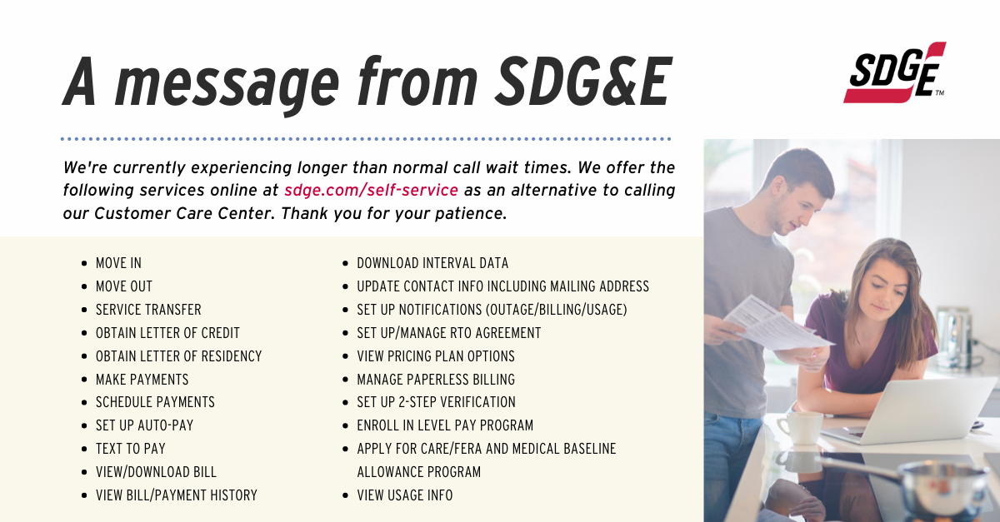 A message from SDG&E
SDGE™
We're currently experiencing longer than normal call wait times. We offer the
following services online at sdge.com/self-service as an alternative to calling
our Customer Care Center. Thank you for your patience.
• MOVE IN
• MOVE OUT
• SERVICE TRANSFER
• OBTAIN LETTER OF CREDIT
• OBTAIN LETTER OF RESIDENCY
• MAKE PAYMENTS
• SCHEDULE PAYMENTS
• SET UP AUTO-PAY
• TEXT TO PAY
• VIEW/DOWNLOAD BILL
• VIEW BILL/PAYMENT HISTORY
• DOWNLOAD INTERVAL DATA
• UPDATE CONTACT INFO INCLUDING MAILING ADDRESS
• SET UP NOTIFICATIONS (OUTAGE/BILLING/USAGE)
• SET UP/MANAGE RTO AGREEMENT
• VIEW PRICING PLAN OPTIONS
• MANAGE PAPERLESS BILLING
• SET UP 2-STEP VERIFICATION
• ENROLL IN LEVEL PAY PROGRAM
• APPLY FOR CARE/FERA AND MEDICAL BASELINE
ALLOWANCE PROGRAM
• VIEW USAGE INFO